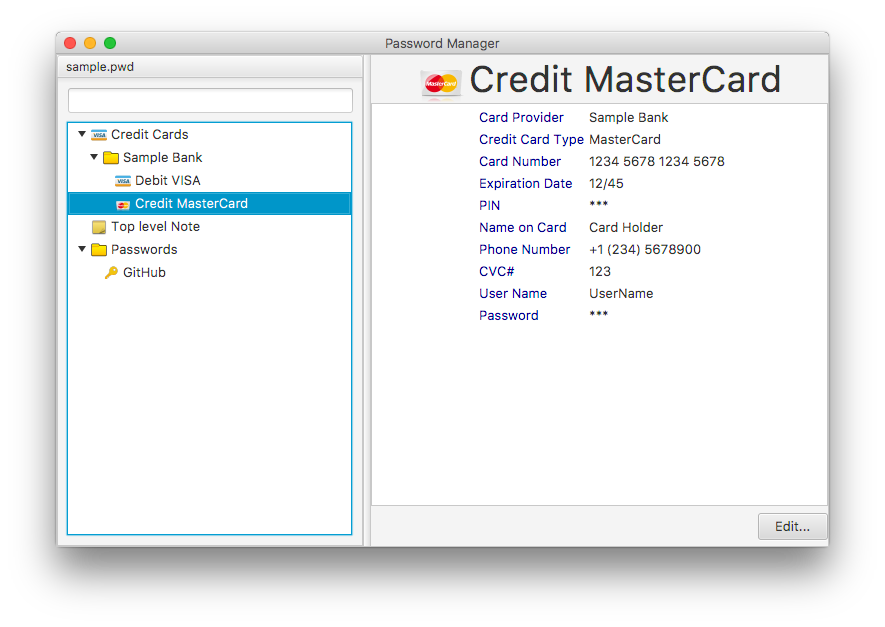 Password Manager
sample.pwd
Credit Cards
Sample Bank
Debit VISA
Credit MasterCard
Top level Note
Passwords
GitHub
MasterCard Credit MasterCard
Card Provider Sample Bank
Credit Card Type MasterCard
Card Number 1234 5678 1234 5678
Expiration Date 12/45
PIN ***
Name on Card Card Holder
Phone Number +1 (234) 5678900
CVC# 123
User Name UserName
Password ***
Edit...